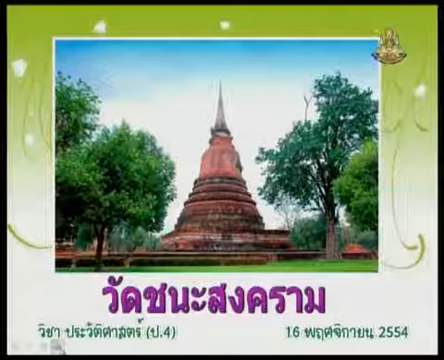 วัดชนะสงคราม
วิชา ประวัติศาสตร์ (ป.4) 16 พฤศจิกายน 2554